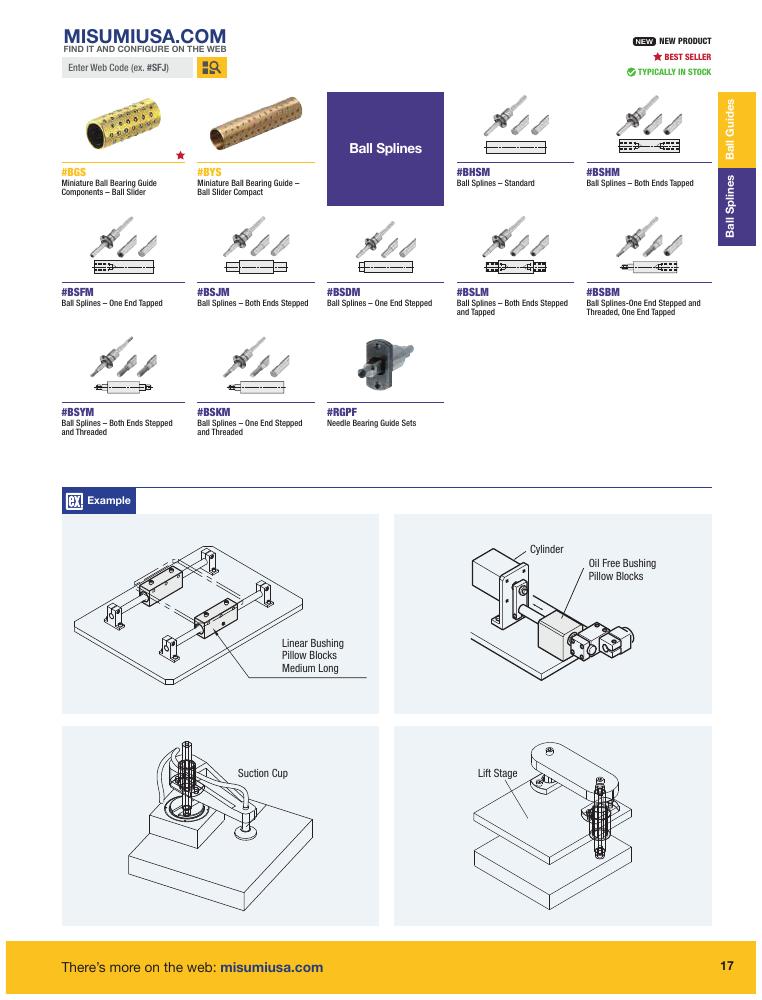 MISUMIUSA.COM
FIND IT AND CONFIGURE ON THE WEB
Enter Web Code (ex. #SFJ)
NEW NEW PRODUCT
BEST SELLER
TYPICALLY IN STOCK
Ball Guides
Ball Splines
#BGS
Miniature Ball Bearing Guide
Components – Ball Slider
#BYS
Miniature Ball Bearing Guide –
Ball Slider Compact
Ball Splines
#BHSM
Ball Splines – Standard
#BSHM
Ball Splines – Both Ends Tapped
#BSFM
Ball Splines – One End Tapped
#BSJM
Ball Splines – Both Ends Stepped
#BSDM
Ball Splines – One End Stepped
#BSLM
Ball Splines – Both Ends Stepped
and Tapped
#BSBM
Ball Splines-One End Stepped and
Threaded, One End Tapped
#BSYM
Ball Splines – Both Ends Stepped
and Threaded
#BSKM
Ball Splines – One End Stepped
and Threaded
#RGPF
Needle Bearing Guide Sets
ex! Example
Linear Bushing
Pillow Blocks
Medium Long
Cylinder
Oil Free Bushing
Pillow Blocks
Suction Cup
Lift Stage
There's more on the web: misumiusa.com
17